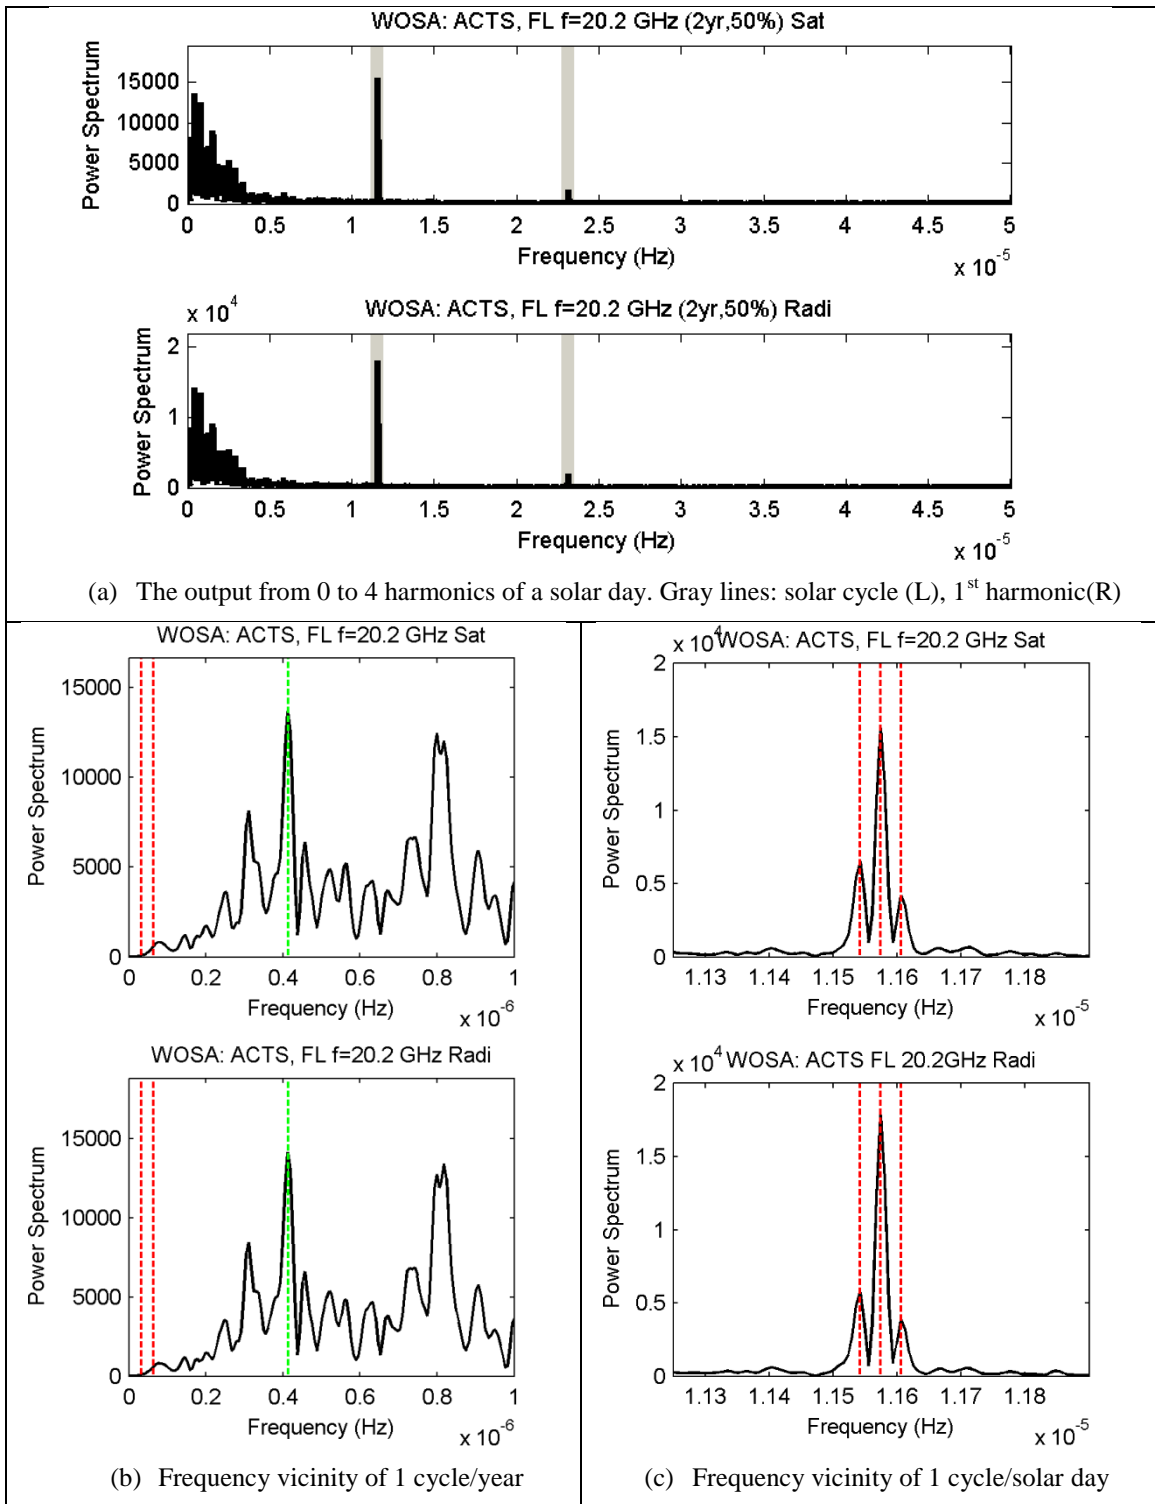 WOSA: ACTS, FL f=20.2 GHz (2yr,50%) Sat
Power Spectrum
15000
10000
5000
0
0 0.5 1 1.5 2 2.5 3 3.5 4 4.5 5
Frequency (Hz)
x 10^-5
x 10^4
WOSA: ACTS, FL f=20.2 GHz (2yr,50%) Radi
Power Spectrum
2
1
0
0 0.5 1 1.5 2 2.5 3 3.5 4 4.5 5
Frequency (Hz)
x 10^-5
(a) The output from 0 to 4 harmonics of a solar day. Gray lines: solar cycle (L), 1st harmonic(R)
WOSA: ACTS, FL f=20.2 GHz Sat
Power Spectrum
15000
10000
5000
0
0 0.2 0.4 0.6 0.8 1
Frequency (Hz)
x 10^-6
WOSA: ACTS, FL f=20.2 GHz Radi
Power Spectrum
15000
10000
5000
0
0 0.2 0.4 0.6 0.8 1
Frequency (Hz)
x 10^-6
(b) Frequency vicinity of 1 cycle/year
x 10^4
WOSA: ACTS, FL f=20.2 GHz Sat
Power Spectrum
2
1.5
1
0.5
0
1.13 1.14 1.15 1.16 1.17 1.18
Frequency (Hz)
x 10^-5
x 10^4
WOSA: ACTS FL 20.2GHz Radi
Power Spectrum
2
1.5
1
0.5
0
1.13 1.14 1.15 1.16 1.17 1.18
Frequency (Hz)
x 10^-5
(c) Frequency vicinity of 1 cycle/solar day